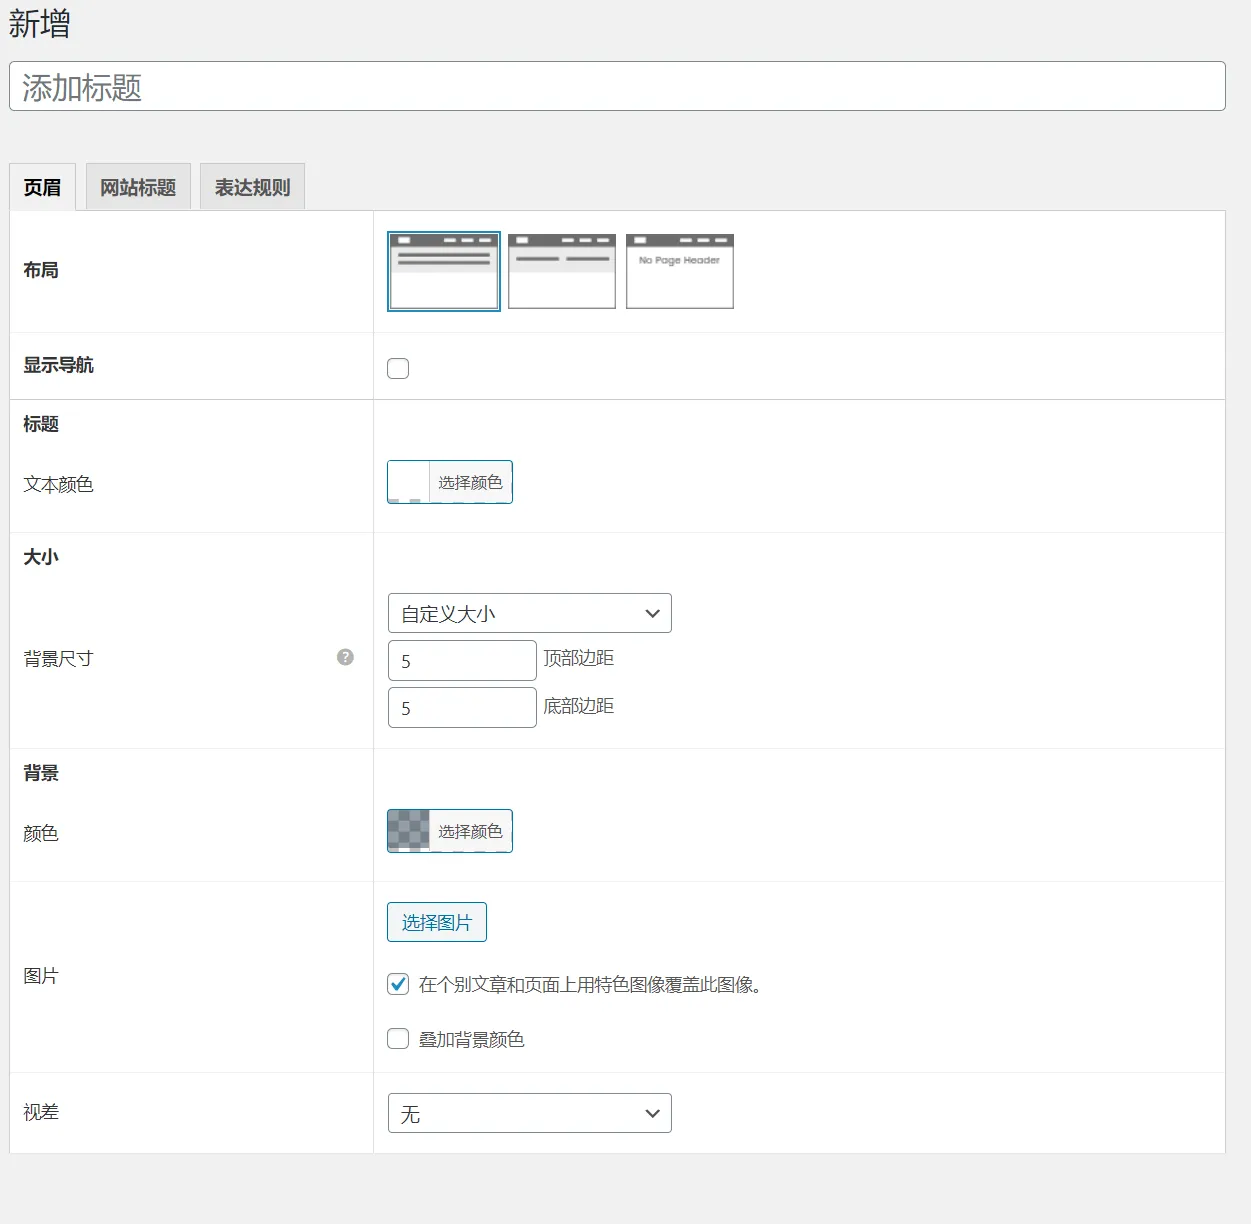 新增
添加标题
页眉 网站标题 表达规则
布局
No Page Header
显示导航
标题
文本颜色
选择颜色
大小
背景尺寸
?
自定义大小
5 顶部边距
5 底部边距
背景
颜色
选择颜色
图片
选择图片
在个别文章和页面上用特色图像覆盖此图像。
叠加背景颜色
视差
无